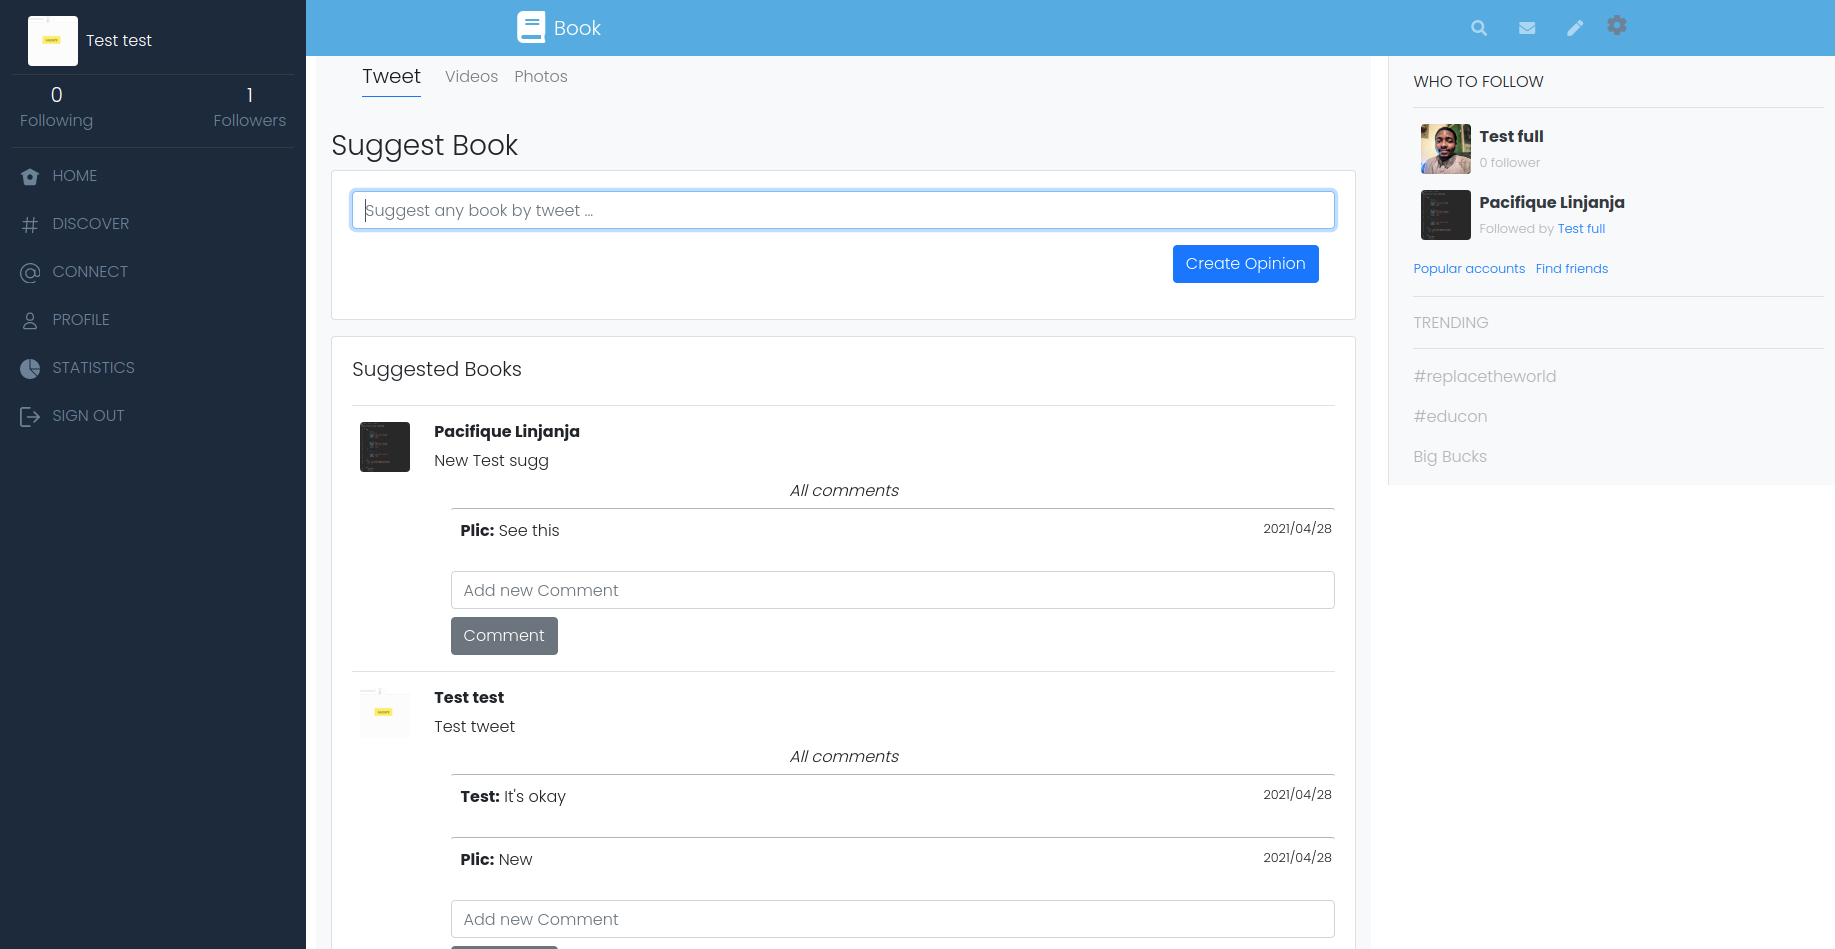 Test test
0 1
Following Followers
HOME
DISCOVER
CONNECT
PROFILE
STATISTICS
SIGN OUT
Book
Tweet Videos Photos
Suggest Book
Suggest any book by tweet ...
Create Opinion
Suggested Books
Pacifique Linjanja
New Test sugg
All comments
Plic: See this 2021/04/28
Add new Comment
Comment
Test test
Test tweet
All comments
Test: It's okay 2021/04/28
Plic: New 2021/04/28
Add new Comment
WHO TO FOLLOW
Test full
0 follower
Pacifique Linjanja
Followed by Test full
Popular accounts Find friends
TRENDING
#replacetheworld
#educon
Big Bucks